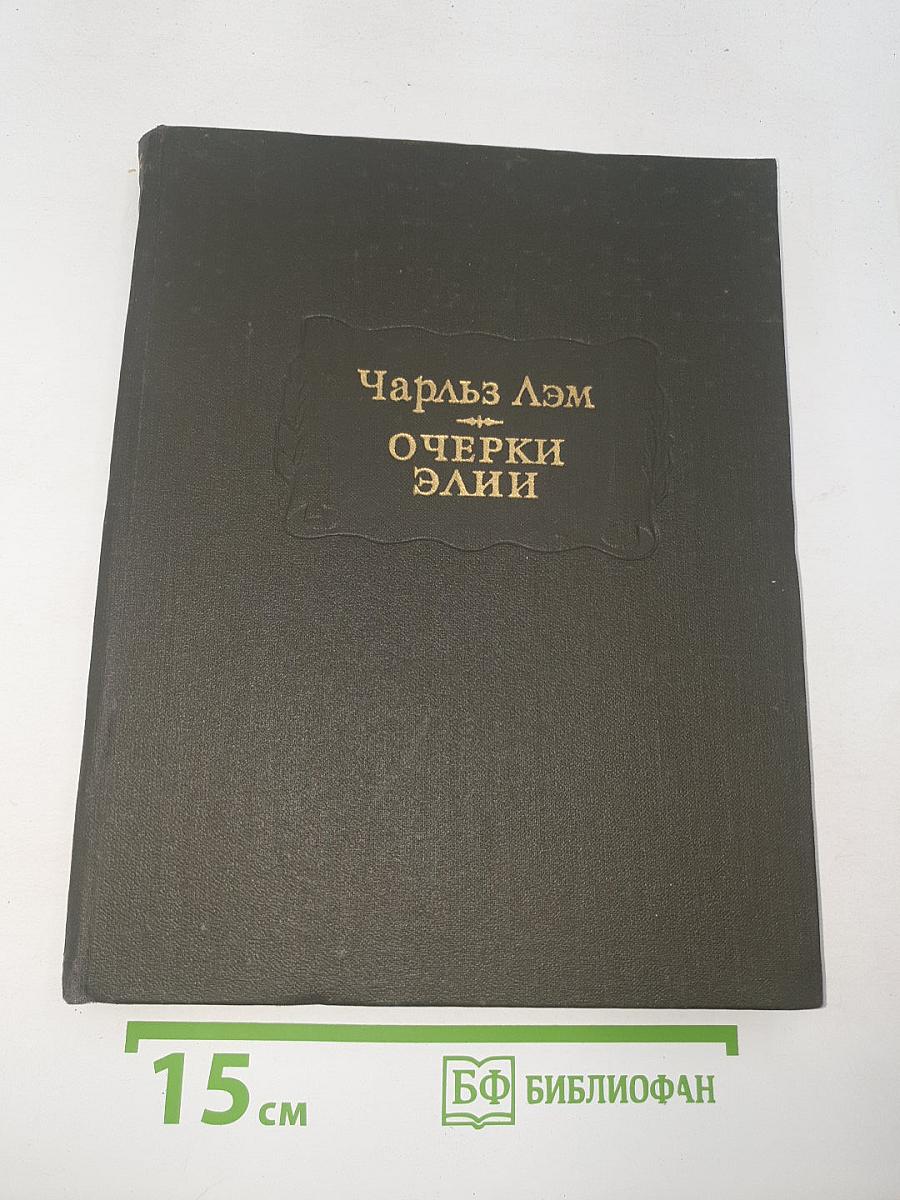 Чарльз Лэм
ОЧЕРКИ
ЭЛИИ
15 см
БФ БИБЛИОФАН